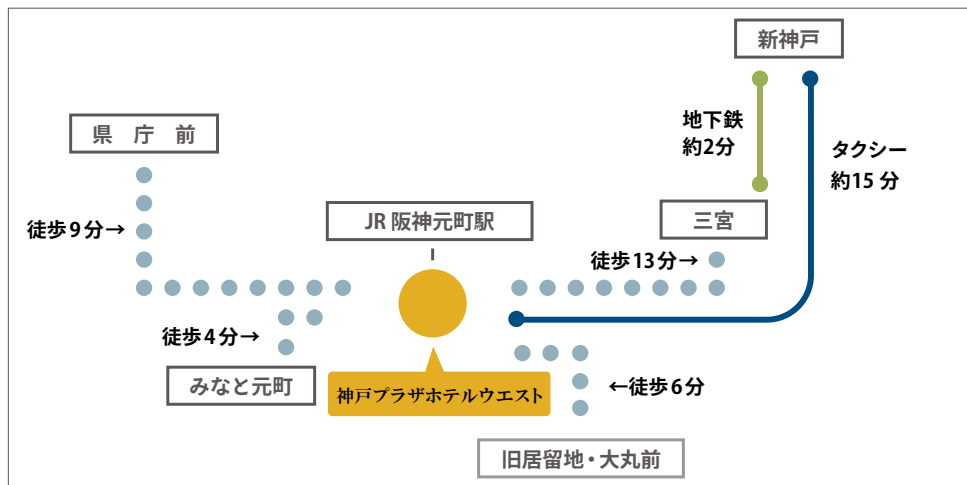 新神戸
県庁前
地下鉄
約2分
タクシー
約15分
徒歩9分→
JR 阪神元町駅
三宮
徒歩13分→
徒歩4分→
みなと元町
神戸プラザホテルウエスト
←徒歩6分
旧居留地・大丸前